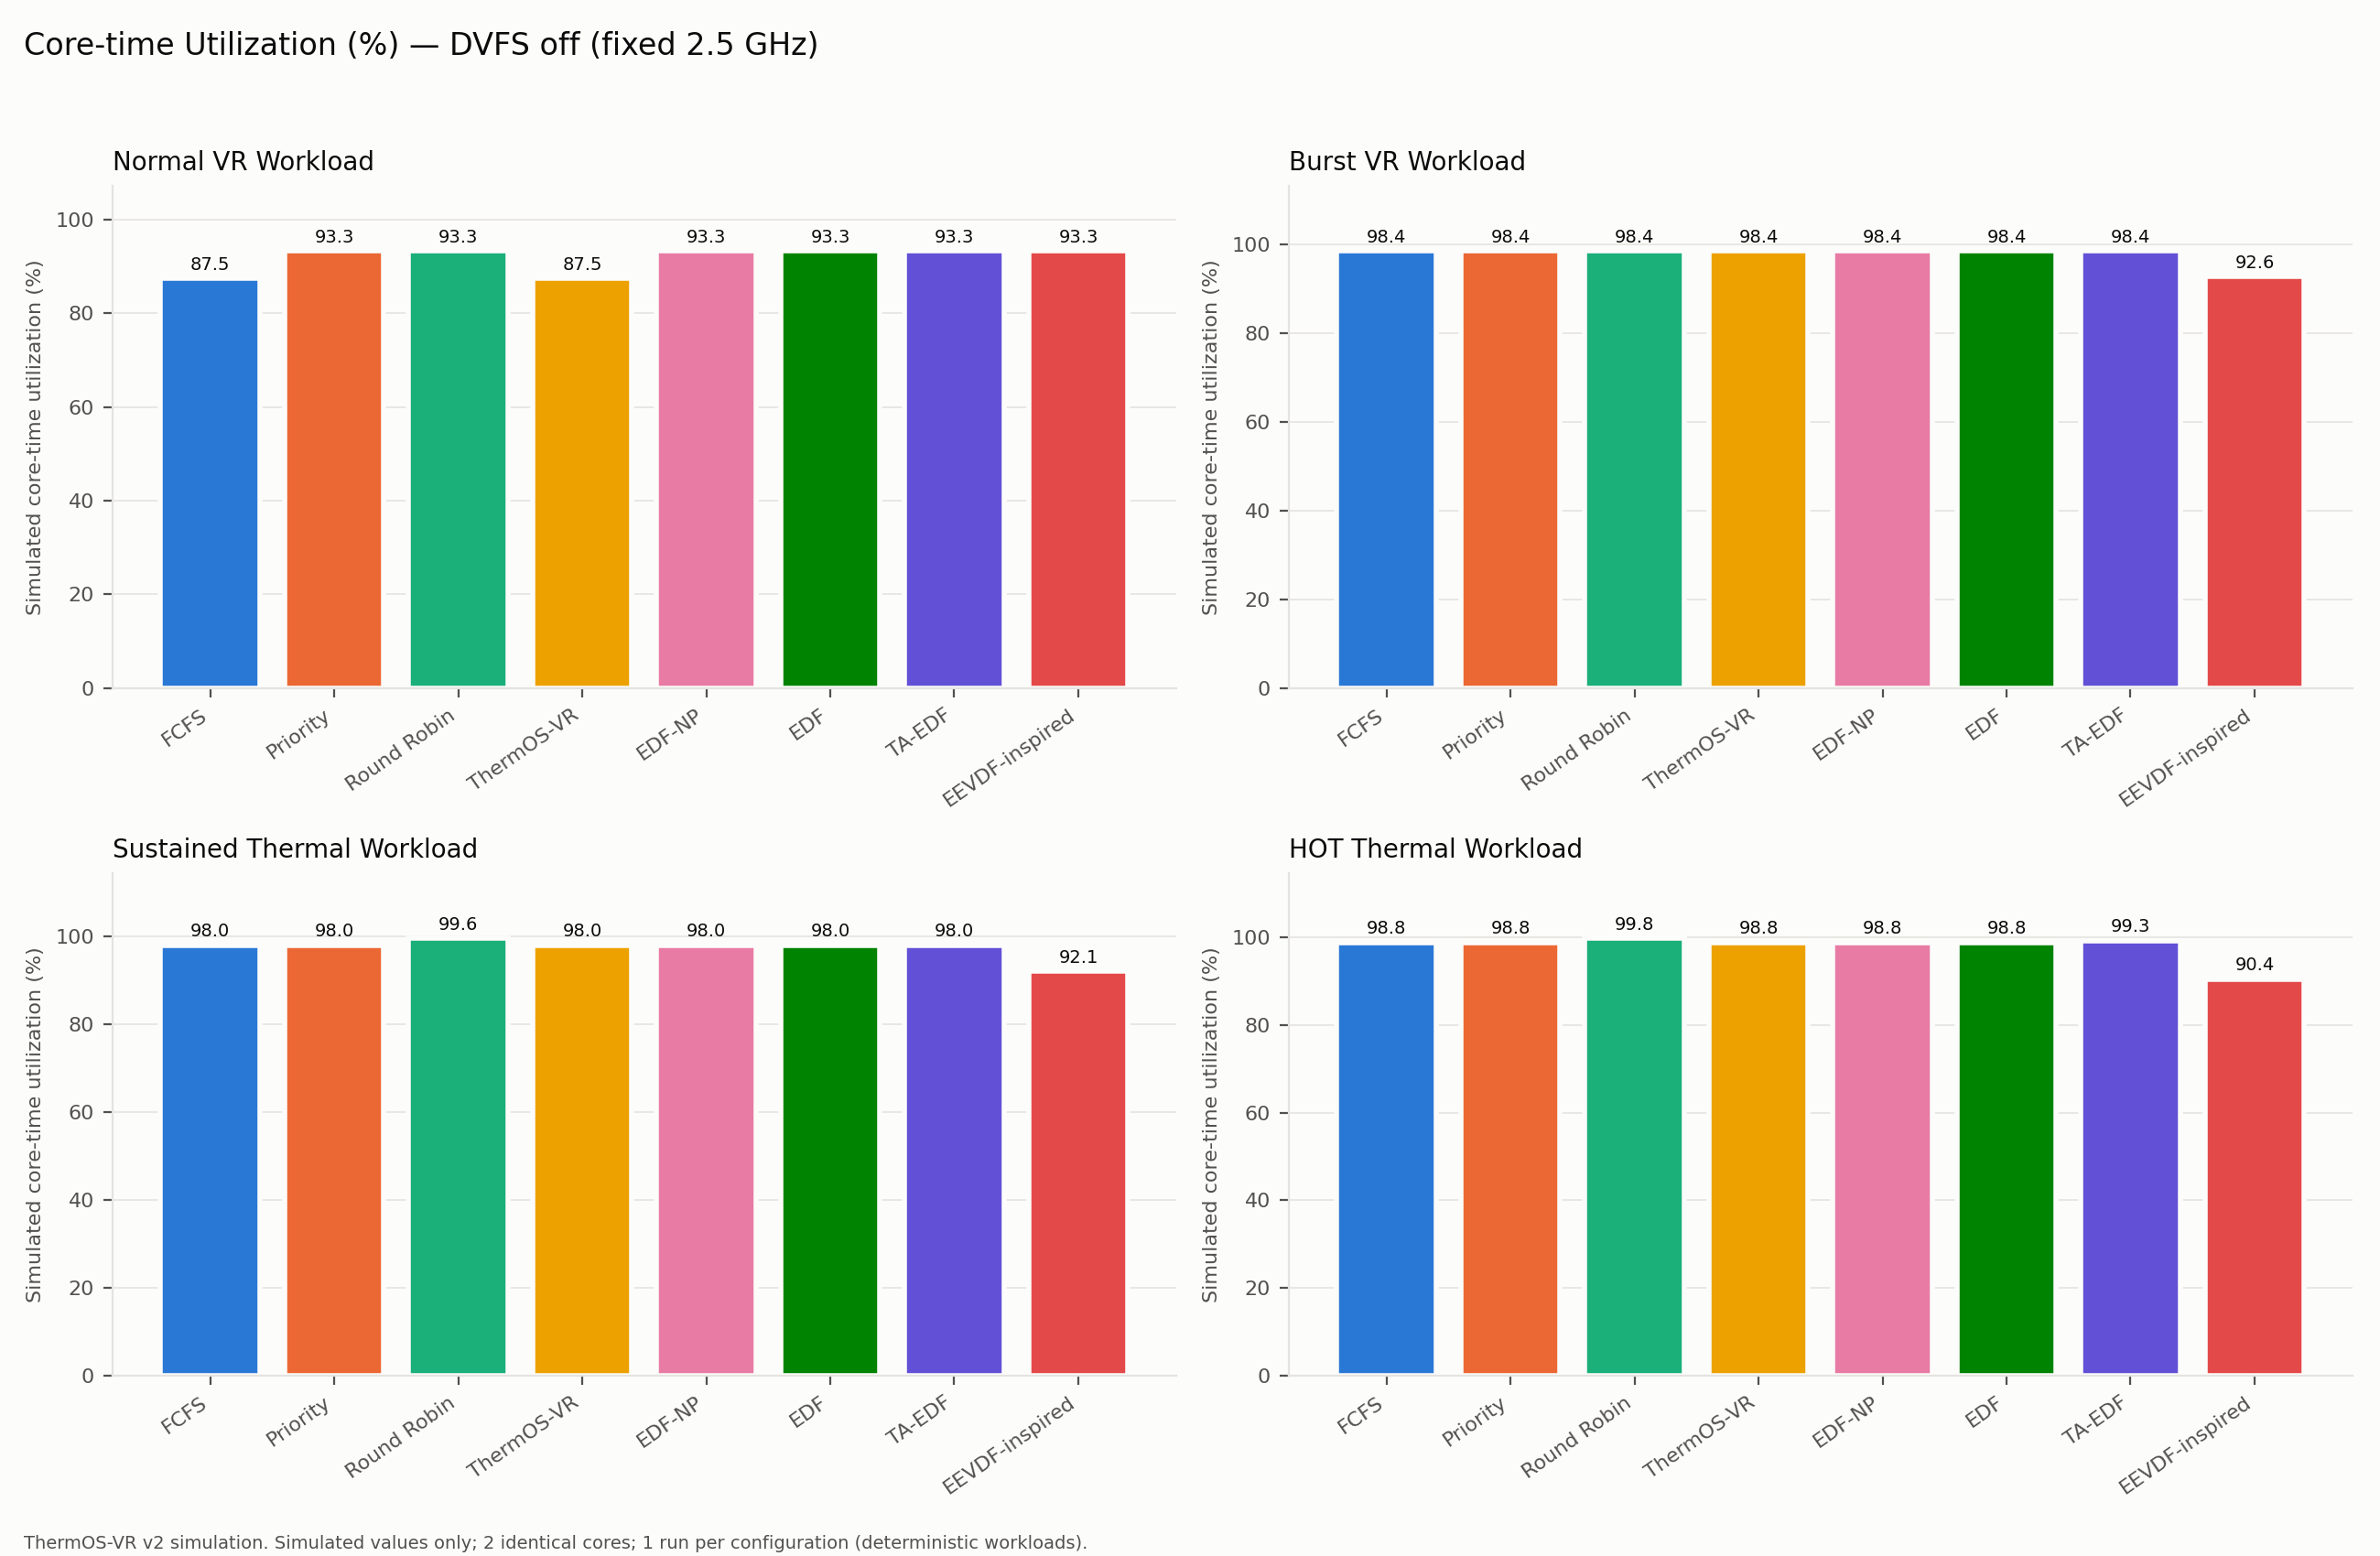 Core-time Utilization (%) — DVFS off (fixed 2.5 GHz)
Normal VR Workload
Simulated core-time utilization (%)
100
80
60
40
20
0
87.5
93.3
93.3
87.5
93.3
93.3
93.3
93.3
FCFS
Priority
Round Robin
ThermOS-VR
EDF-NP
EDF
TA-EDF
EEVDF-inspired
Burst VR Workload
Simulated core-time utilization (%)
100
80
60
40
20
0
98.4
98.4
98.4
98.4
98.4
98.4
98.4
92.6
FCFS
Priority
Round Robin
ThermOS-VR
EDF-NP
EDF
TA-EDF
EEVDF-inspired
Sustained Thermal Workload
Simulated core-time utilization (%)
100
80
60
40
20
0
98.0
98.0
99.6
98.0
98.0
98.0
98.0
92.1
FCFS
Priority
Round Robin
ThermOS-VR
EDF-NP
EDF
TA-EDF
EEVDF-inspired
HOT Thermal Workload
Simulated core-time utilization (%)
100
80
60
40
20
0
98.8
98.8
99.8
98.8
98.8
98.8
99.3
90.4
FCFS
Priority
Round Robin
ThermOS-VR
EDF-NP
EDF
TA-EDF
EEVDF-inspired
ThermOS-VR v2 simulation. Simulated values only; 2 identical cores; 1 run per configuration (deterministic workloads).